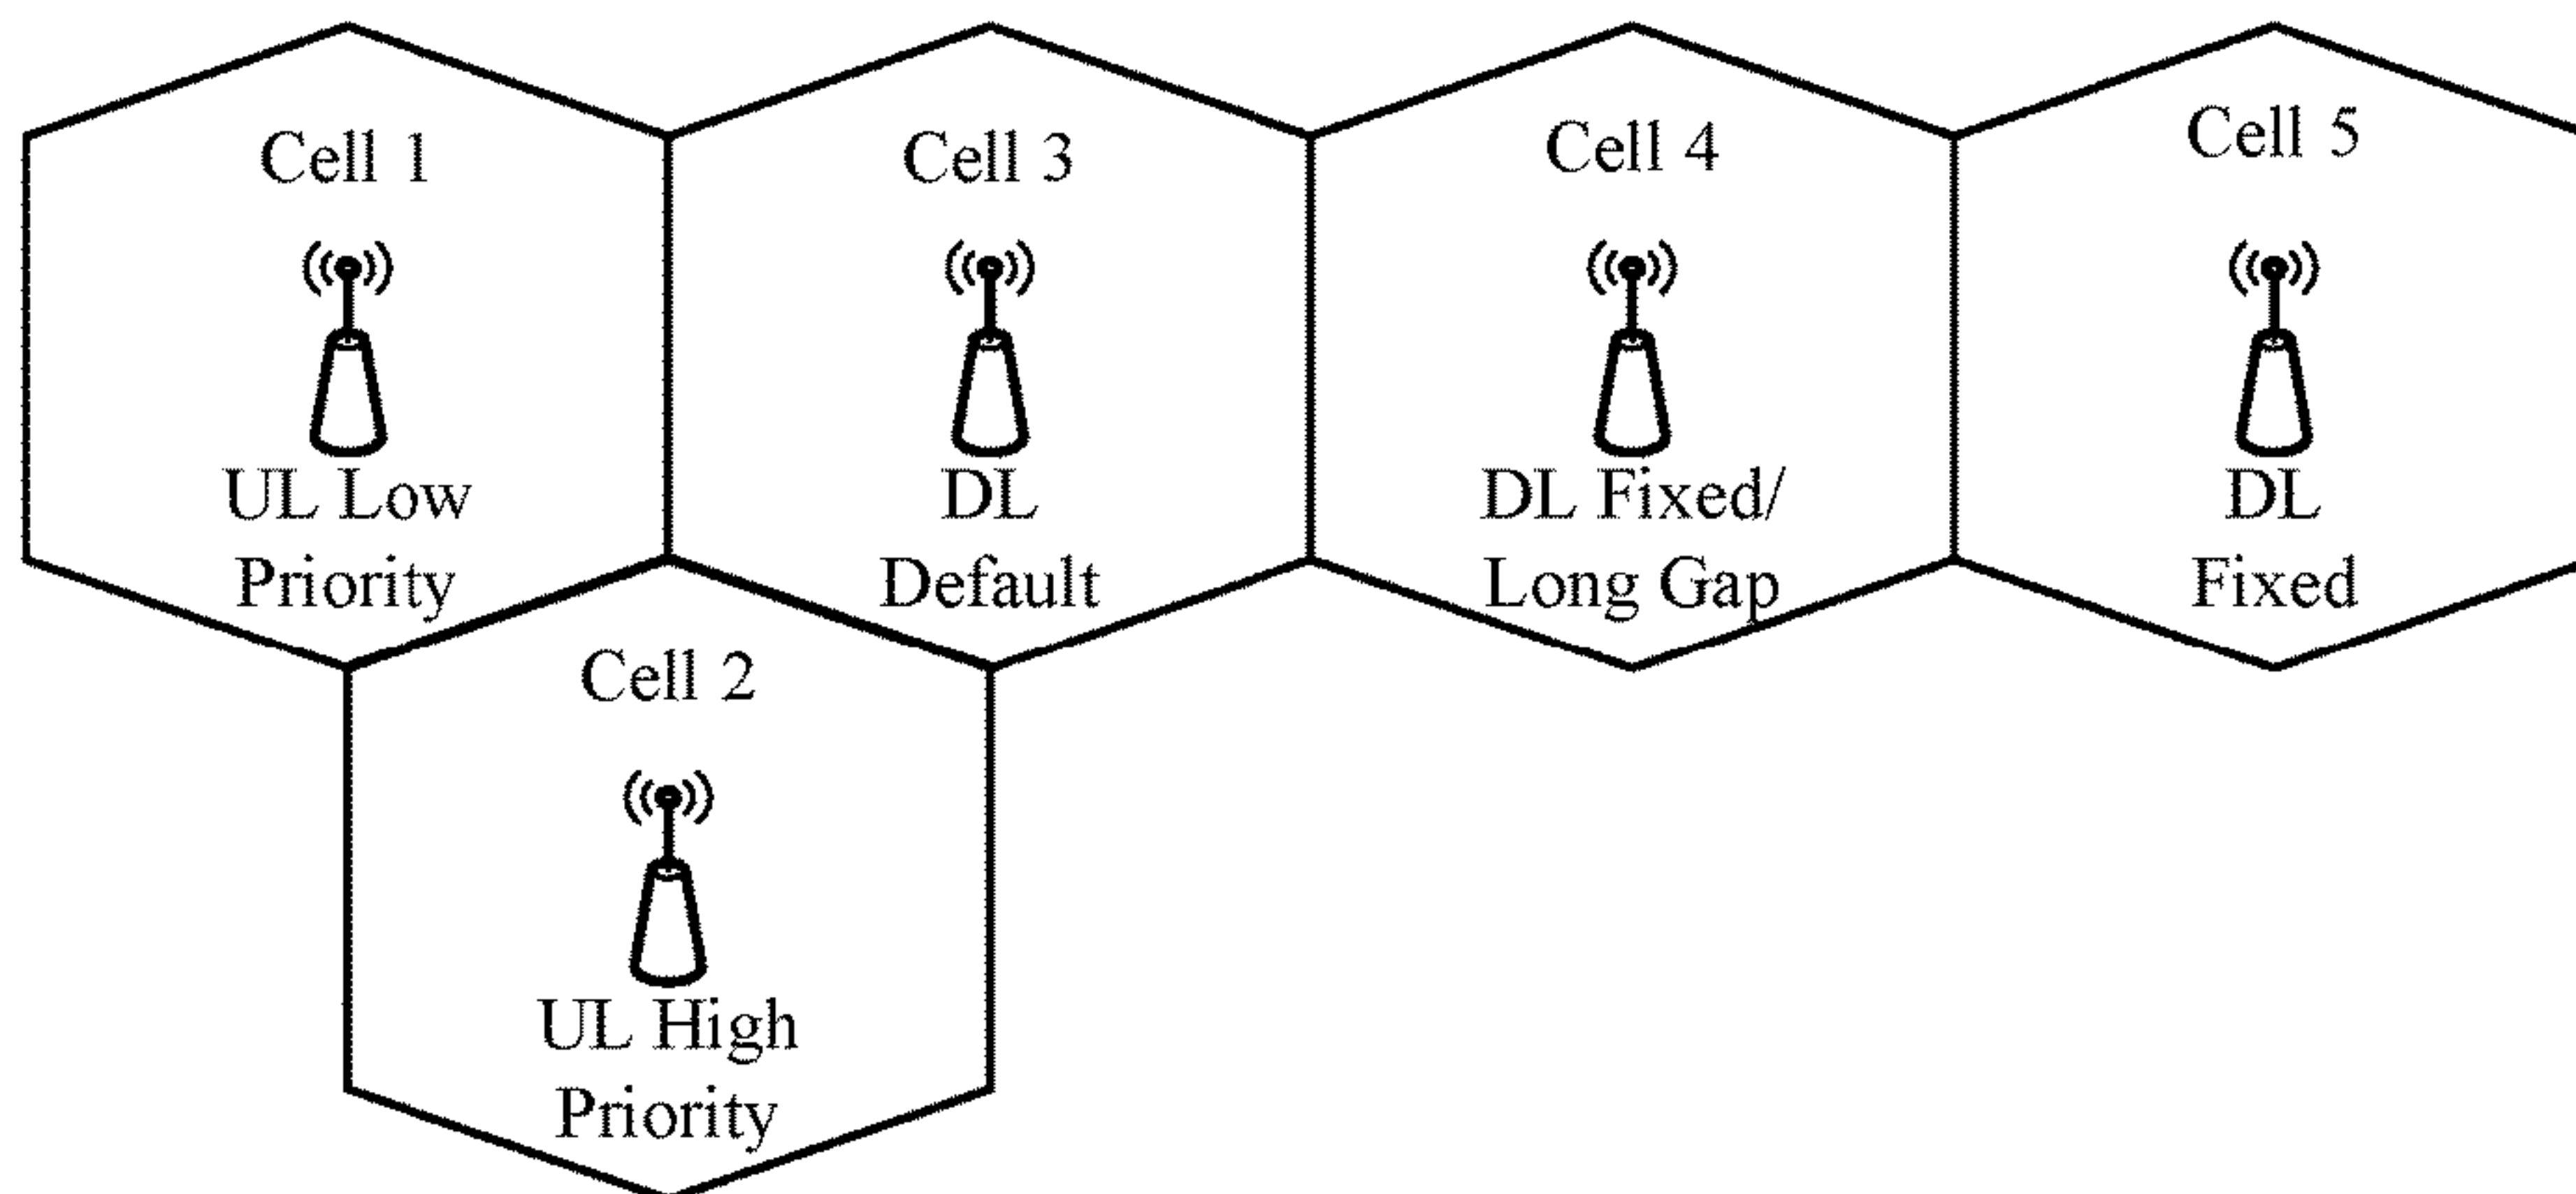 Cell 1
UL Low
Priority
Cell 3
DL
Default
Cell 4
DL Fixed/
Long Gap
Cell 5
DL
Fixed
Cell 2
UL High
Priority